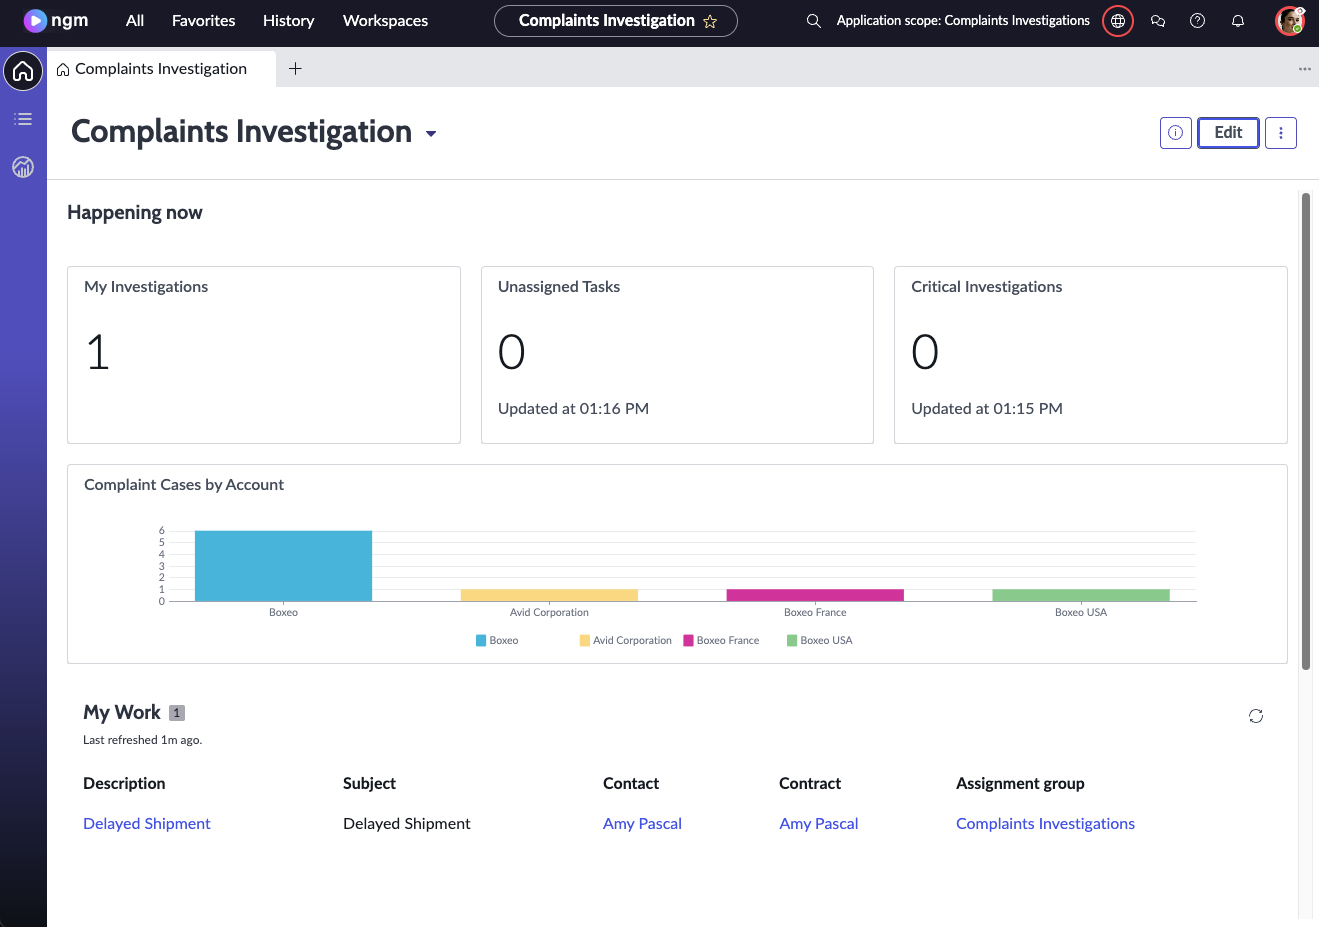 ngm All Favorites History Workspaces Complaints Investigation Application scope: Complaints Investigations
Complaints Investigation
Complaints Investigation
Edit
Happening now
My Investigations
1
Unassigned Tasks
0
Updated at 01:16 PM
Critical Investigations
0
Updated at 01:15 PM
Complaint Cases by Account
6
5
4
3
2
1
0
Boxeo Avid Corporation Boxeo France Boxeo USA
Boxeo Avid Corporation Boxeo France Boxeo USA
My Work 1
Last refreshed 1m ago.
Description Subject Contact Contract Assignment group
Delayed Shipment Delayed Shipment Amy Pascal Amy Pascal Complaints Investigations